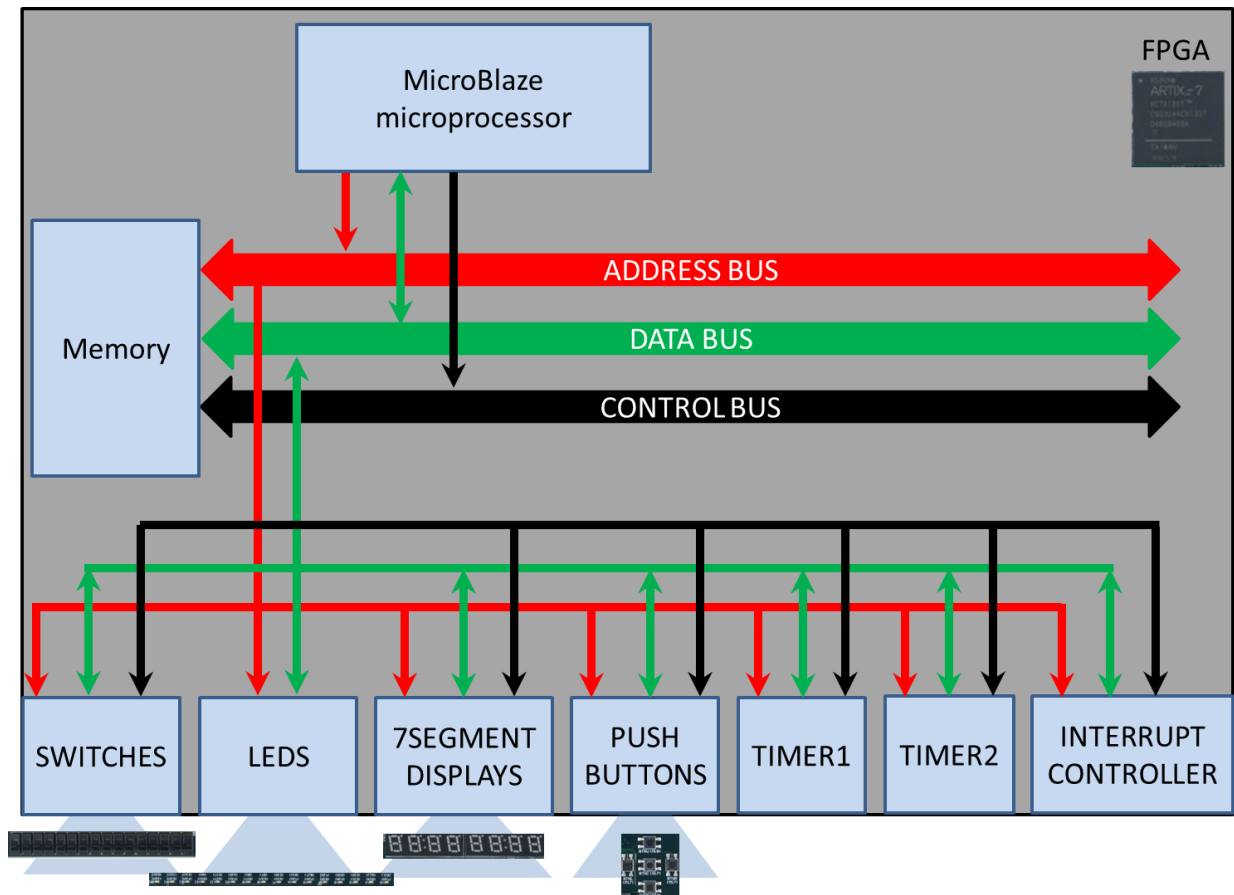 MicroBlaze
microprocessor
FPGA
ARTIX-7
Memory
ADDRESS BUS
DATA BUS
CONTROL BUS
SWITCHES
LEDS
7SEGMENT
DISPLAYS
PUSH
BUTTONS
TIMER1
TIMER2
INTERRUPT
CONTROLLER